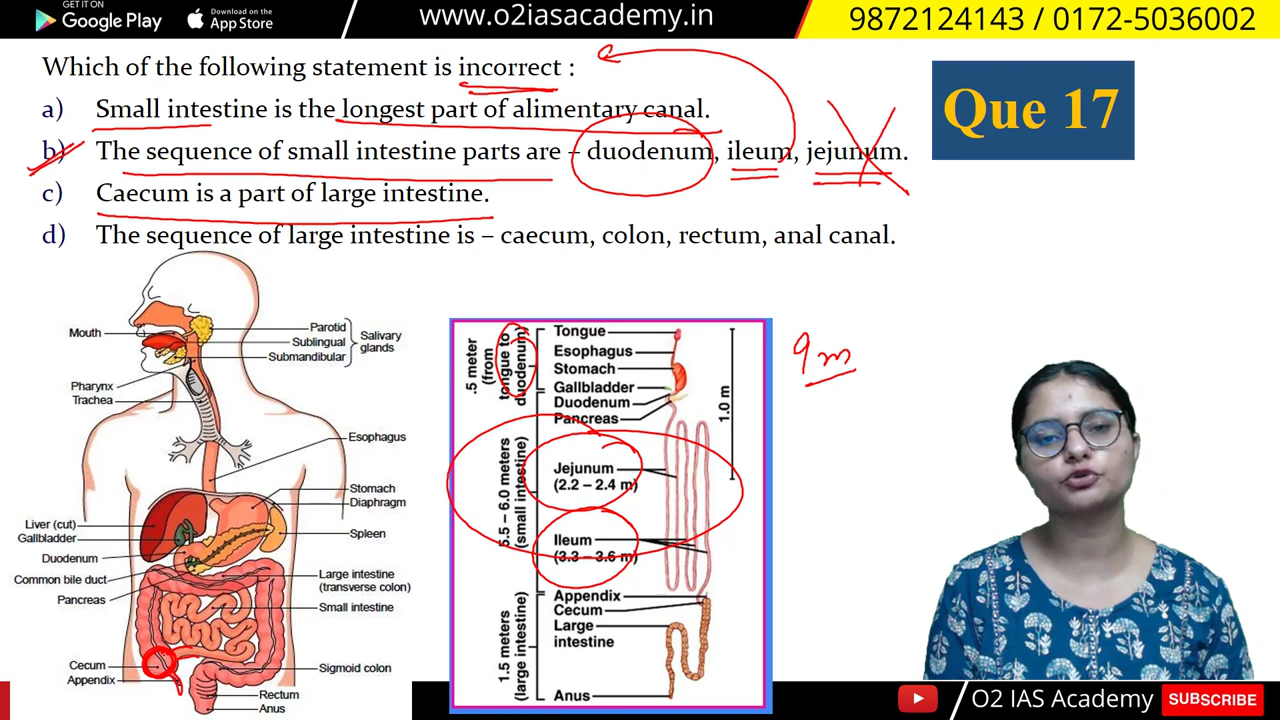 GET IT ON
Google Play
Download on the
App Store
www.o2iasacademy.in
9872124143 / 0172-5036002
Which of the following statement is incorrect :
a) Small intestine is the longest part of alimentary canal.
b) The sequence of small intestine parts are – duodenum, ileum, jejunum.
c) Caecum is a part of large intestine.
d) The sequence of large intestine is – caecum, colon, rectum, anal canal.
Que 17
Mouth
Pharynx
Trachea
Liver (cut)
Gallbladder
Duodenum
Common bile duct
Pancreas
Cecum
Appendix
Parotid
Sublingual
Submandibular
Salivary
glands
Esophagus
Stomach
Diaphragm
Spleen
Large intestine
(transverse colon)
Small intestine
Sigmoid colon
Rectum
Anus
.5 meter
(from
tongue to
duodenum)
5.5 – 6.0 meters
(small intestine)
1.5 meters
(large intestine)
Tongue
Esophagus
Stomach
Gallbladder
Duodenum
Pancreas
Jejunum
(2.2 – 2.4 m)
Ileum
(3.3 – 3.6 m)
Appendix
Cecum
Large
intestine
Anus
1.0 m
9 m
O2 IAS Academy
SUBSCRIBE